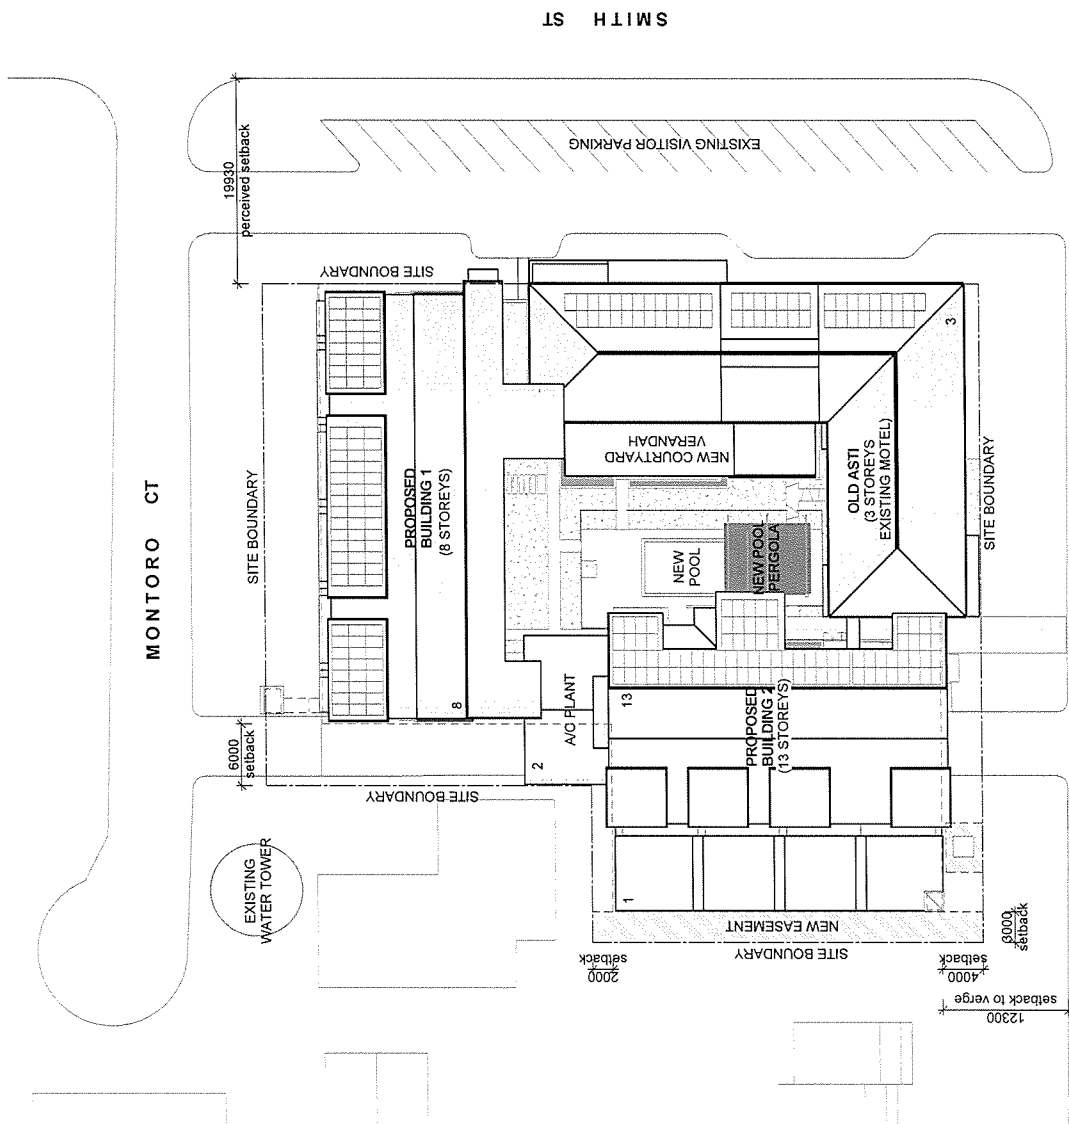 SMITH ST
EXISTING VISITOR PARKING
19930
perceived setback
SITE BOUNDARY
3
NEW COURTYARD
VERANDAH
SITE BOUNDARY
PROPOSED
BUILDING 1
(8 STOREYS)
OLD ASTI
(3 STOREYS
EXISTING MOTEL)
SITE BOUNDARY
MONTORO CT
NEW
POOL
NEW POOL
PERGOLA
8
13
A/C PLANT
PROPOSED
BUILDING 2
(13 STOREYS)
6000
setback
2
SITE BOUNDARY
EXISTING
WATER TOWER
1
NEW EASEMENT
3000
setback
SITE BOUNDARY
2000
setback
4000
setback
12300
setback to verge